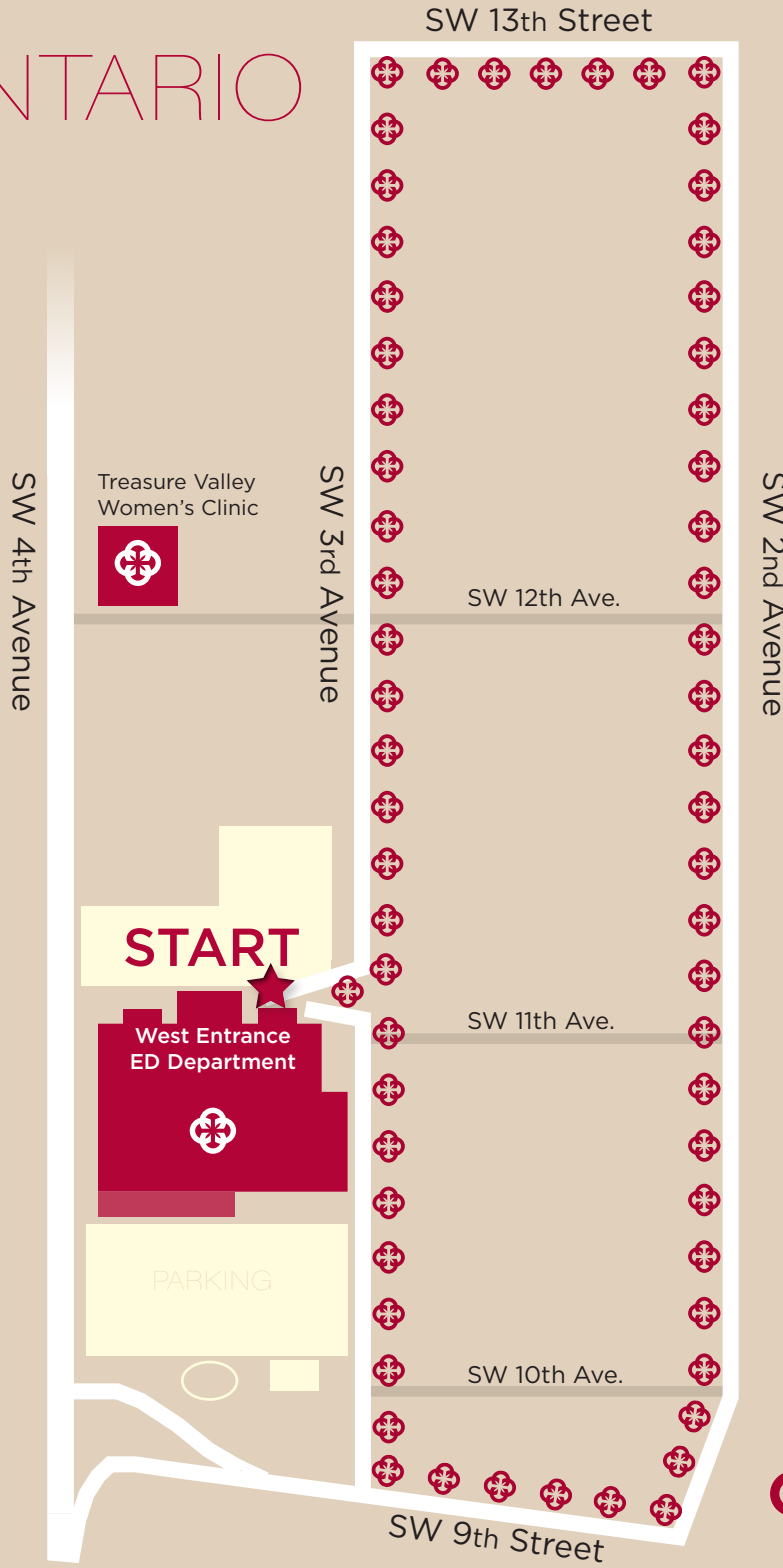 SW 13th Street
NTARIO
SW 4th Avenue
Treasure Valley
Women's Clinic
SW 3rd Avenue
SW 2nd Avenue
SW 12th Ave.
START
West Entrance
ED Department
SW 11th Ave.
PARKING
SW 10th Ave.
SW 9th Street